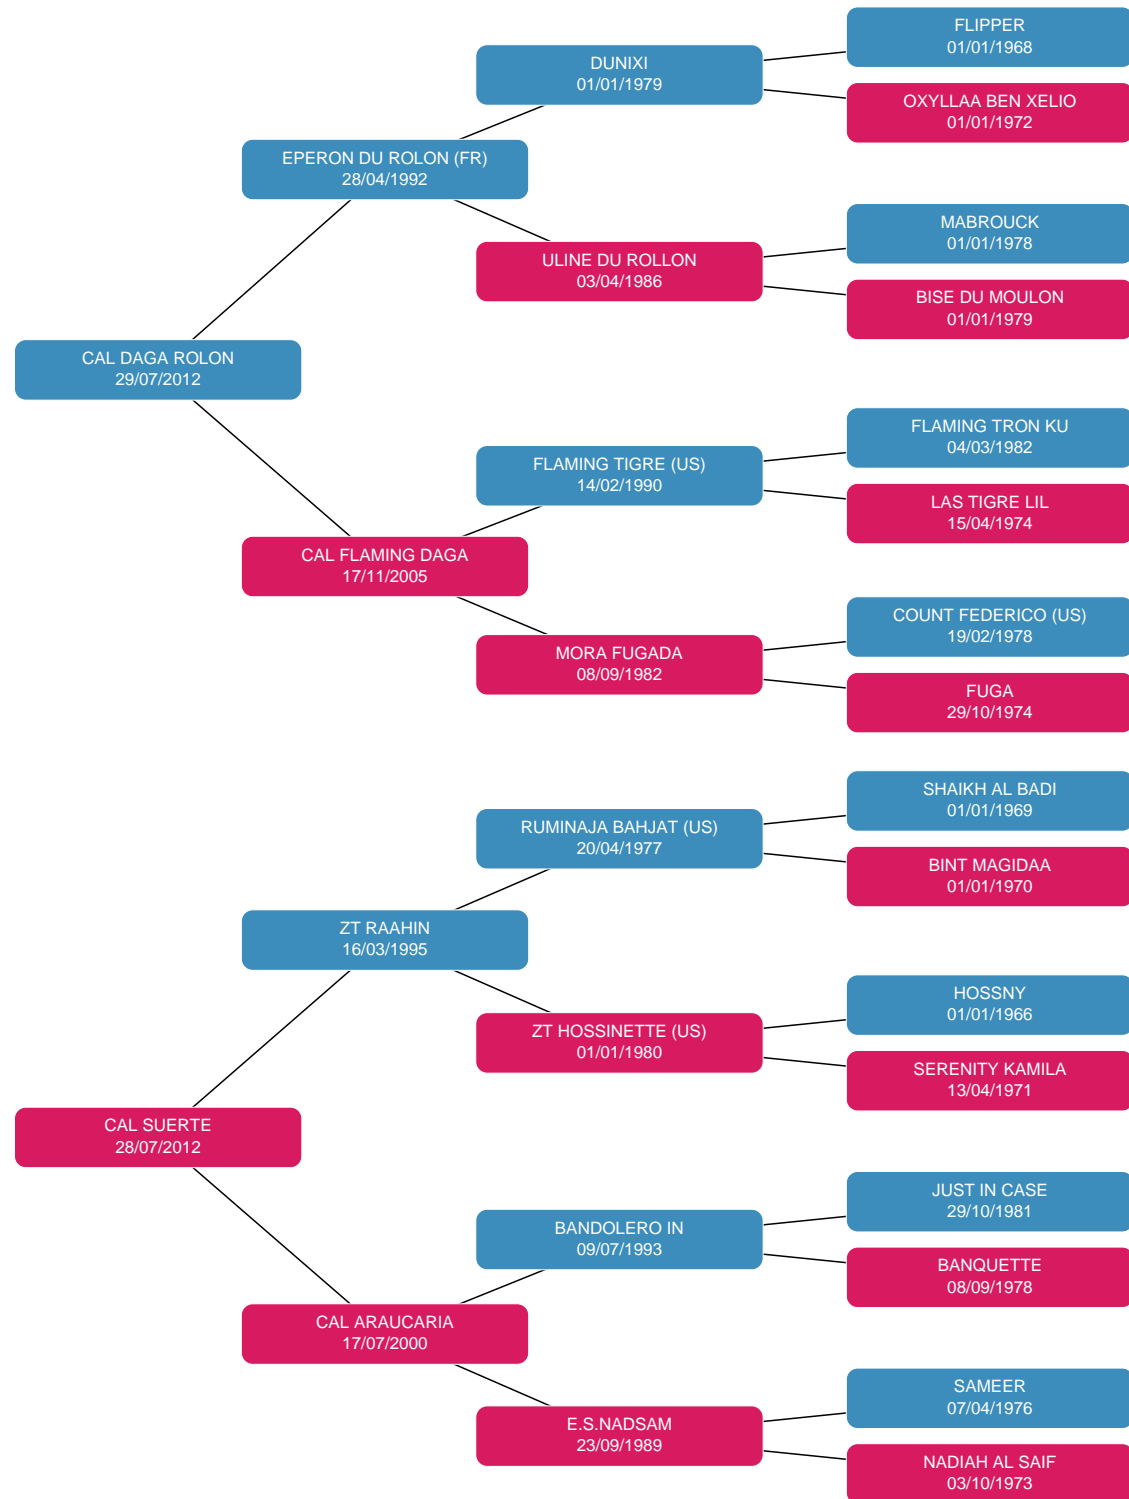 FLIPPER
01/01/1968
DUNIXI
01/01/1979
OXYLLAA BEN XELIO
01/01/1972
EPERON DU ROLON (FR)
28/04/1992
MABROUCK
01/01/1978
ULINE DU ROLLON
03/04/1986
BISE DU MOULON
01/01/1979
CAL DAGA ROLON
29/07/2012
FLAMING TRON KU
04/03/1982
FLAMING TIGRE (US)
14/02/1990
LAS TIGRE LIL
15/04/1974
CAL FLAMING DAGA
17/11/2005
COUNT FEDERICO (US)
19/02/1978
MORA FUGADA
08/09/1982
FUGA
29/10/1974
SHAIKH AL BADI
01/01/1969
RUMINAJA BAHJAT (US)
20/04/1977
BINT MAGIDAA
01/01/1970
ZT RAAHIN
16/03/1995
HOSSNY
01/01/1966
ZT HOSSINETTE (US)
01/01/1980
SERENITY KAMILA
13/04/1971
CAL SUERTE
28/07/2012
JUST IN CASE
29/10/1981
BANDOLERO IN
09/07/1993
BANQUETTE
08/09/1978
CAL ARAUCARIA
17/07/2000
SAMEER
07/04/1976
E.S.NADSAM
23/09/1989
NADIAH AL SAIF
03/10/1973